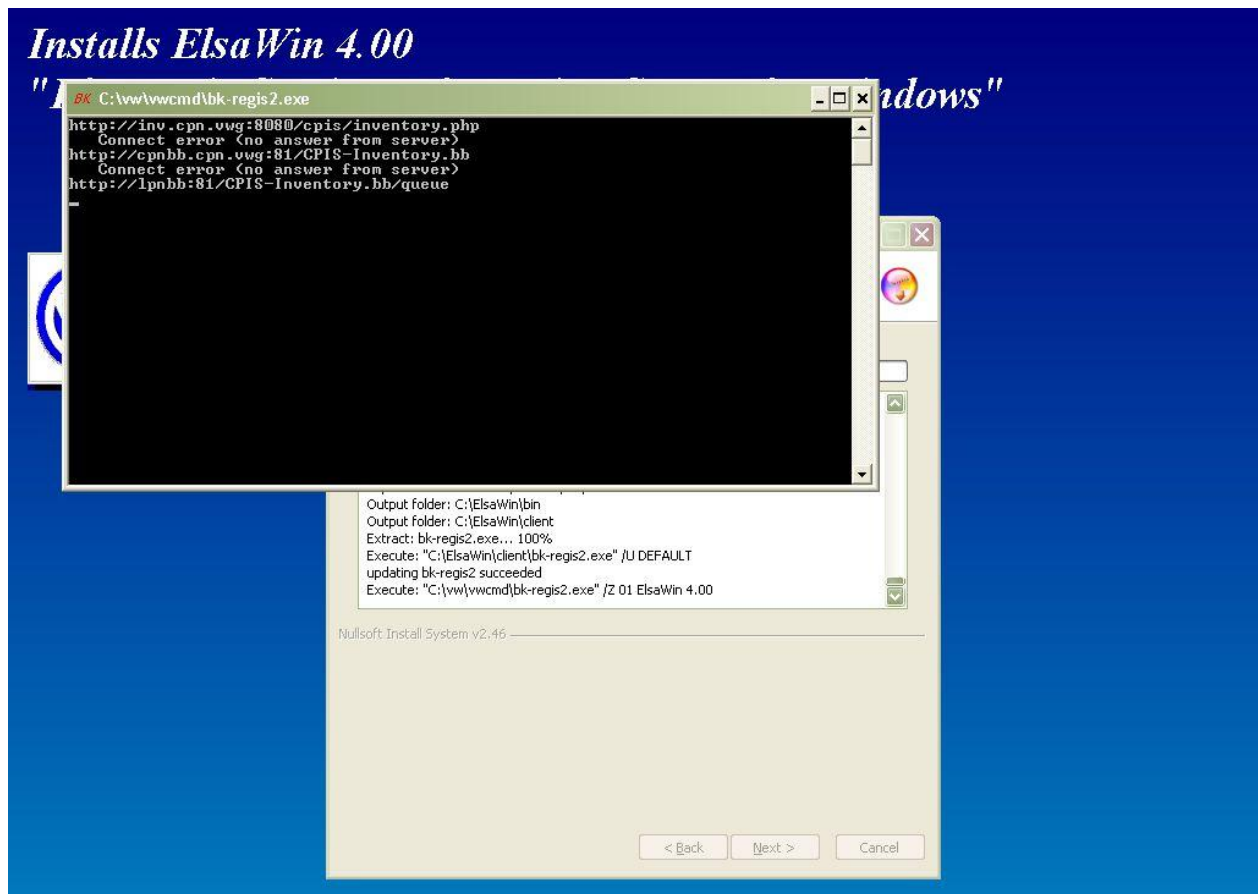 Installs ElsaWin 4.00
ndows"
BK C:\vw\vwcmd\bk-regis2.exe
http://inv.cpn.vwg:8080/cpis/inventory.php
Connect error (no answer from server)
http://cpnbb.cpn.vwg:81/CPIS-Inventory.bb
Connect error (no answer from server)
http://lpnbb:81/CPIS-Inventory.bb/queue
Output folder: C:\ElsaWin\bin
Output folder: C:\ElsaWin\client
Extract: bk-regis2.exe... 100%
Execute: "C:\ElsaWin\client\bk-regis2.exe" /U DEFAULT
updating bk-regis2 succeeded
Execute: "C:\vw\vwcmd\bk-regis2.exe" /Z 01 ElsaWin 4.00
Nullsoft Install System v2.46
< Back Next > Cancel